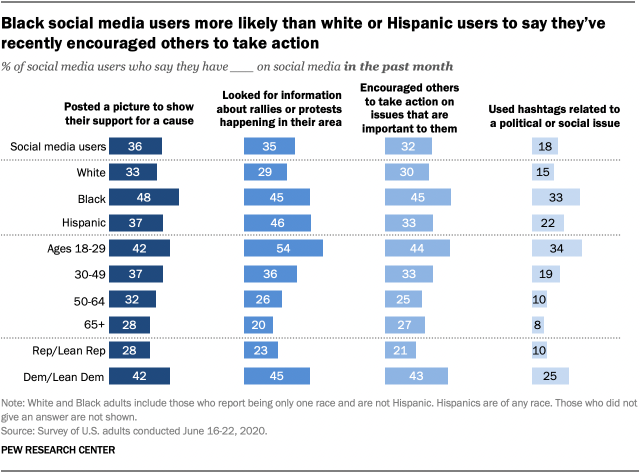 Black social media users more likely than white or Hispanic users to say they've
recently encouraged others to take action
% of social media users who say they have ____ on social media in the past month
Posted a picture to show
their support for a cause
Looked for information
about rallies or protests
happening in their area
Encouraged others
to take action on
issues that are
important to them
Used hashtags related to
a political or social issue
Social media users 36 35 32 18
White 33 29 30 15
Black 48 45 45 33
Hispanic 37 46 33 22
Ages 18-29 42 54 44 34
30-49 37 36 33 19
50-64 32 26 25 10
65+ 28 20 27 8
Rep/Lean Rep 28 23 21 10
Dem/Lean Dem 42 45 43 25
Note: White and Black adults include those who report being only one race and are not Hispanic. Hispanics are of any race. Those who did not
give an answer are not shown.
Source: Survey of U.S. adults conducted June 16-22, 2020.
PEW RESEARCH CENTER